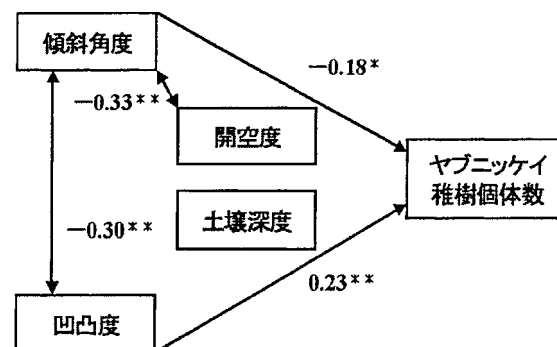 傾斜角度
−0.18*
−0.33**
開空度
ヤブニッケイ
稚樹個体数
土壌深度
−0.30**
0.23**
凹凸度